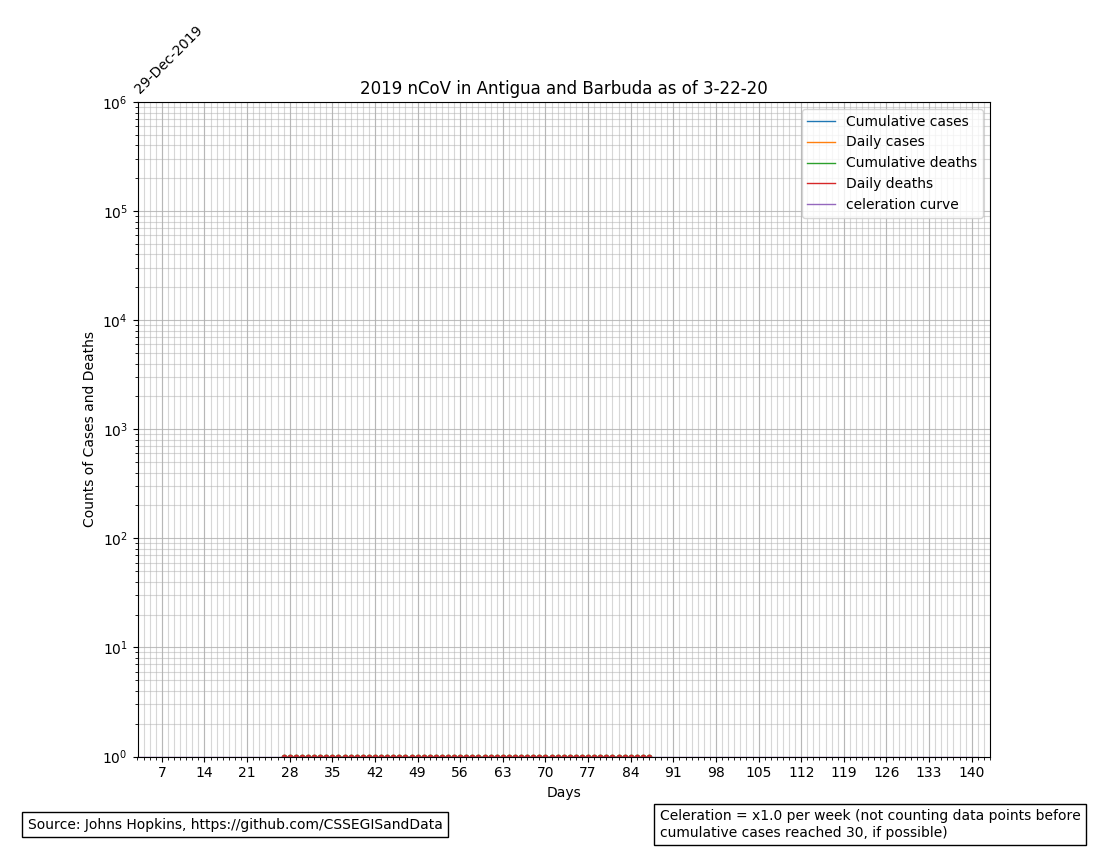 29-Dec-2019
2019 nCoV in Antigua and Barbuda as of 3-22-20
10^6
10^5
10^4
10^3
10^2
10^1
10^0
Counts of Cases and Deaths
Cumulative cases
Daily cases
Cumulative deaths
Daily deaths
celeration curve
7 14 21 28 35 42 49 56 63 70 77 84 91 98 105 112 119 126 133 140
Days
Source: Johns Hopkins, https://github.com/CSSEGISandData
Celeration = x1.0 per week (not counting data points before
cumulative cases reached 30, if possible)